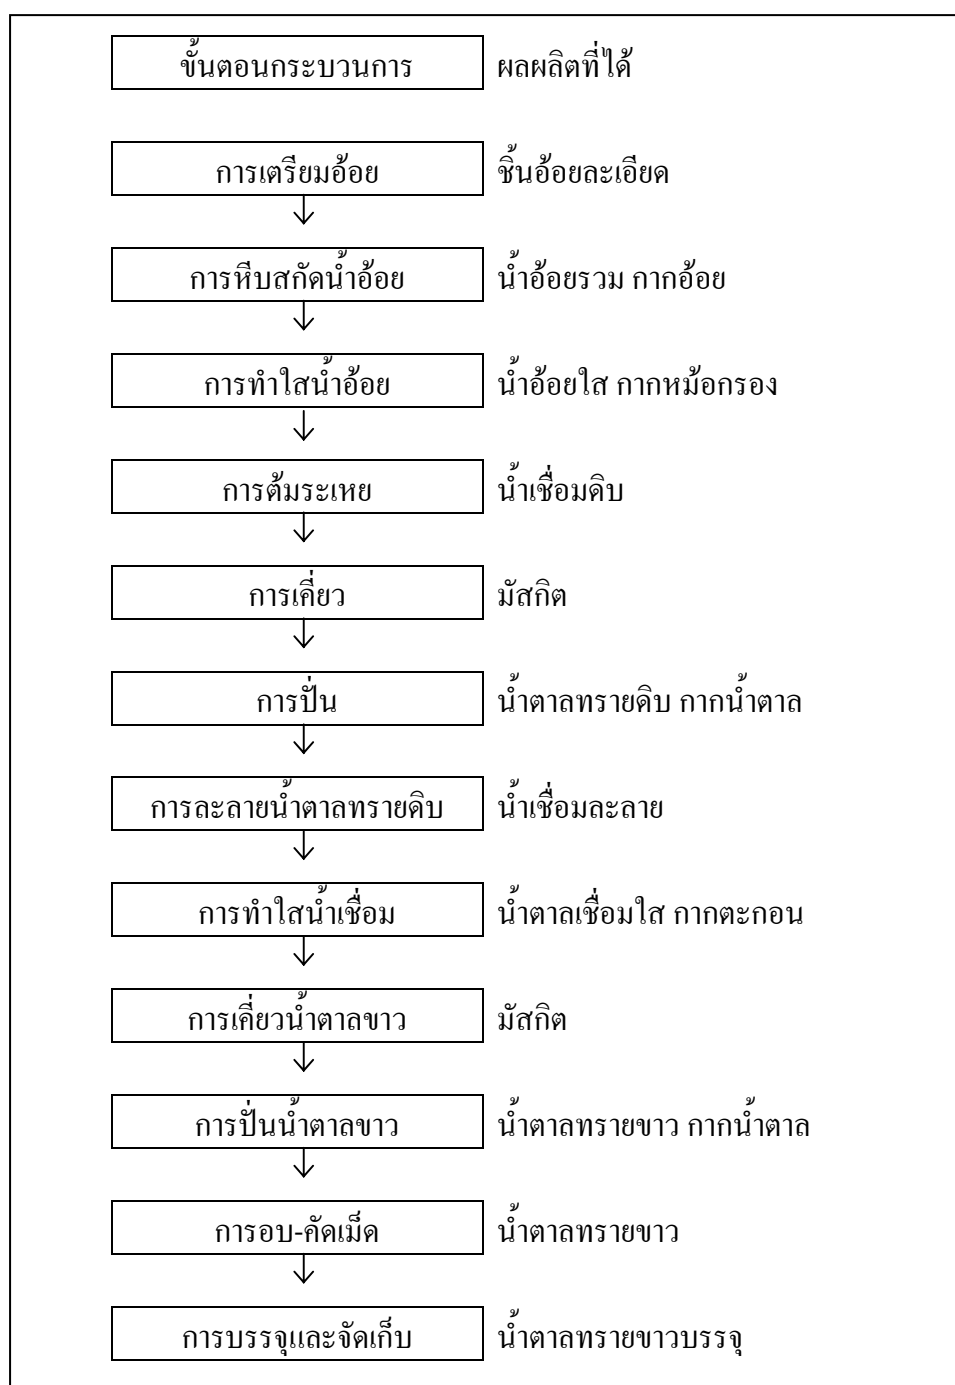 ขั้นตอนกระบวนการ ผลผลิตที่ได้
การเตรียมอ้อย ชิ้นอ้อยละเอียด
การหีบสกัดน้ำอ้อย น้ำอ้อยรวม กากอ้อย
การทำใสน้ำอ้อย น้ำอ้อยใส กากหม้อกรอง
การต้มระเหย น้ำเชื่อมดิบ
การเคี่ยว มัสกิต
การปั่น น้ำตาลทรายดิบ กากน้ำตาล
การละลายน้ำตาลทรายดิบ น้ำเชื่อมละลาย
การทำใสน้ำเชื่อม น้ำตาลเชื่อมใส กากตะกอน
การเคี่ยวน้ำตาลขาว มัสกิต
การปั่นน้ำตาลขาว น้ำตาลทรายขาว กากน้ำตาล
การอบ-คัดเม็ด น้ำตาลทรายขาว
การบรรจุและจัดเก็บ น้ำตาลทรายขาวบรรจุ